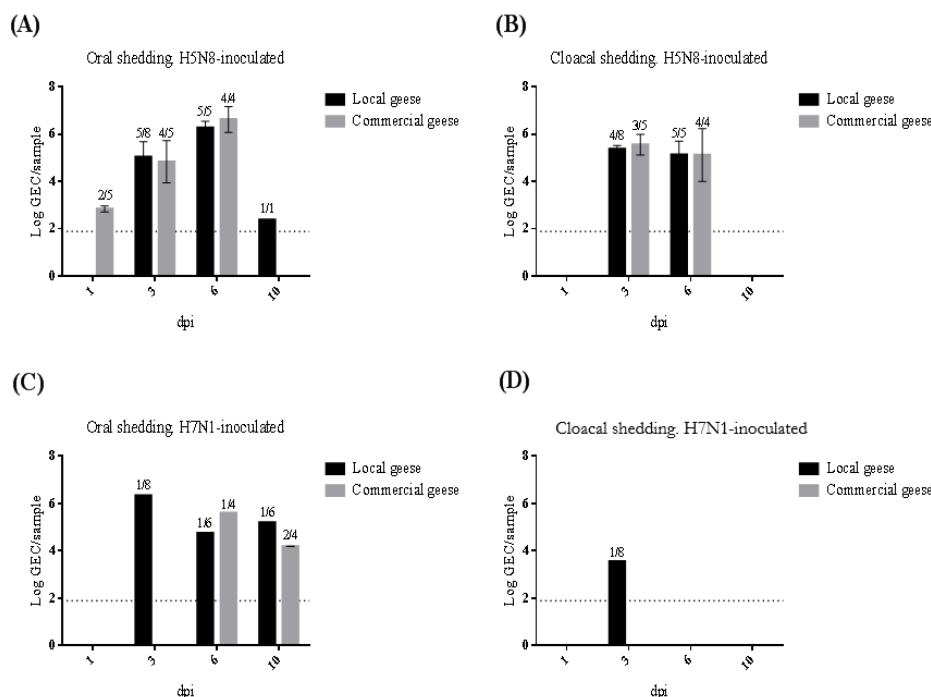 (A)
Oral shedding. H5N8-inoculated
Log GEC/sample
8
6
4
2
0
2/5
5/8
4/5
5/5
4/4
1/1
1
3
6
10
dpi
Local geese
Commercial geese
(B)
Cloacal shedding. H5N8-inoculated
Log GEC/sample
8
6
4
2
0
4/8
3/5
5/5
4/4
1
3
6
10
dpi
Local geese
Commercial geese
(C)
Oral shedding. H7N1-inoculated
Log GEC/sample
8
6
4
2
0
1/8
1/6
1/4
1/6
2/4
1
3
6
10
dpi
Local geese
Commercial geese
(D)
Cloacal shedding. H7N1-inoculated
Log GEC/sample
8
6
4
2
0
1/8
1
3
6
10
dpi
Local geese
Commercial geese